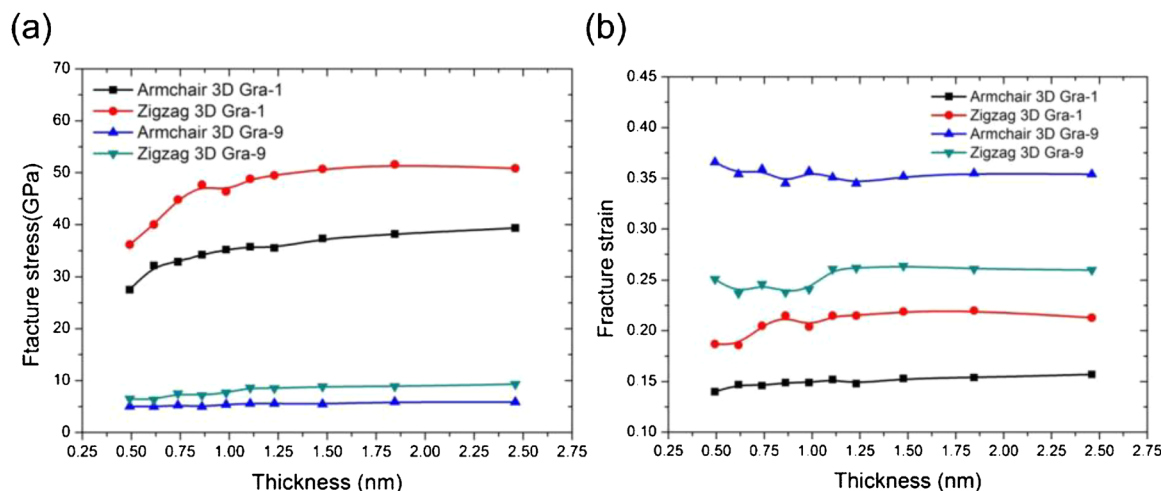 (a)
70
60
50
40
30
20
10
0
Ftacture stress(GPa)
Armchair 3D Gra-1
Zigzag 3D Gra-1
Armchair 3D Gra-9
Zigzag 3D Gra-9
0.25 0.50 0.75 1.00 1.25 1.50 1.75 2.00 2.25 2.50 2.75
Thickness (nm)
(b)
0.45
0.40
0.35
0.30
0.25
0.20
0.15
0.10
Fracture strain
Armchair 3D Gra-1
Zigzag 3D Gra-1
Armchair 3D Gra-9
Zigzag 3D Gra-9
0.25 0.50 0.75 1.00 1.25 1.50 1.75 2.00 2.25 2.50 2.75
Thickness (nm)